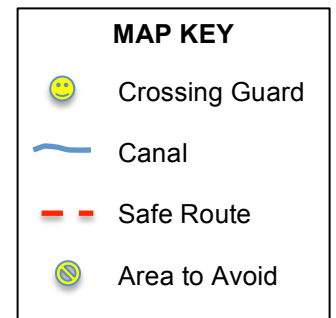 MAP KEY
Crossing Guard
Canal
Safe Route
Area to Avoid